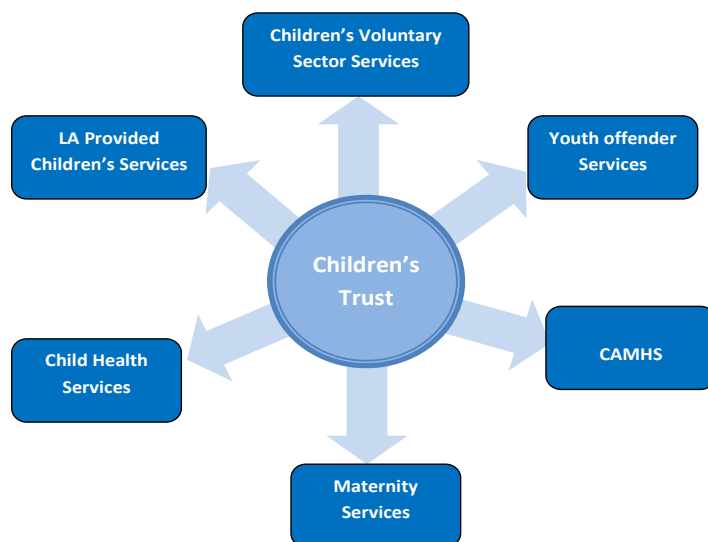 Children’s Voluntary
Sector Services
LA Provided
Children’s Services
Youth offender
Services
Children’s
Trust
Child Health
Services
CAMHS
Maternity
Services